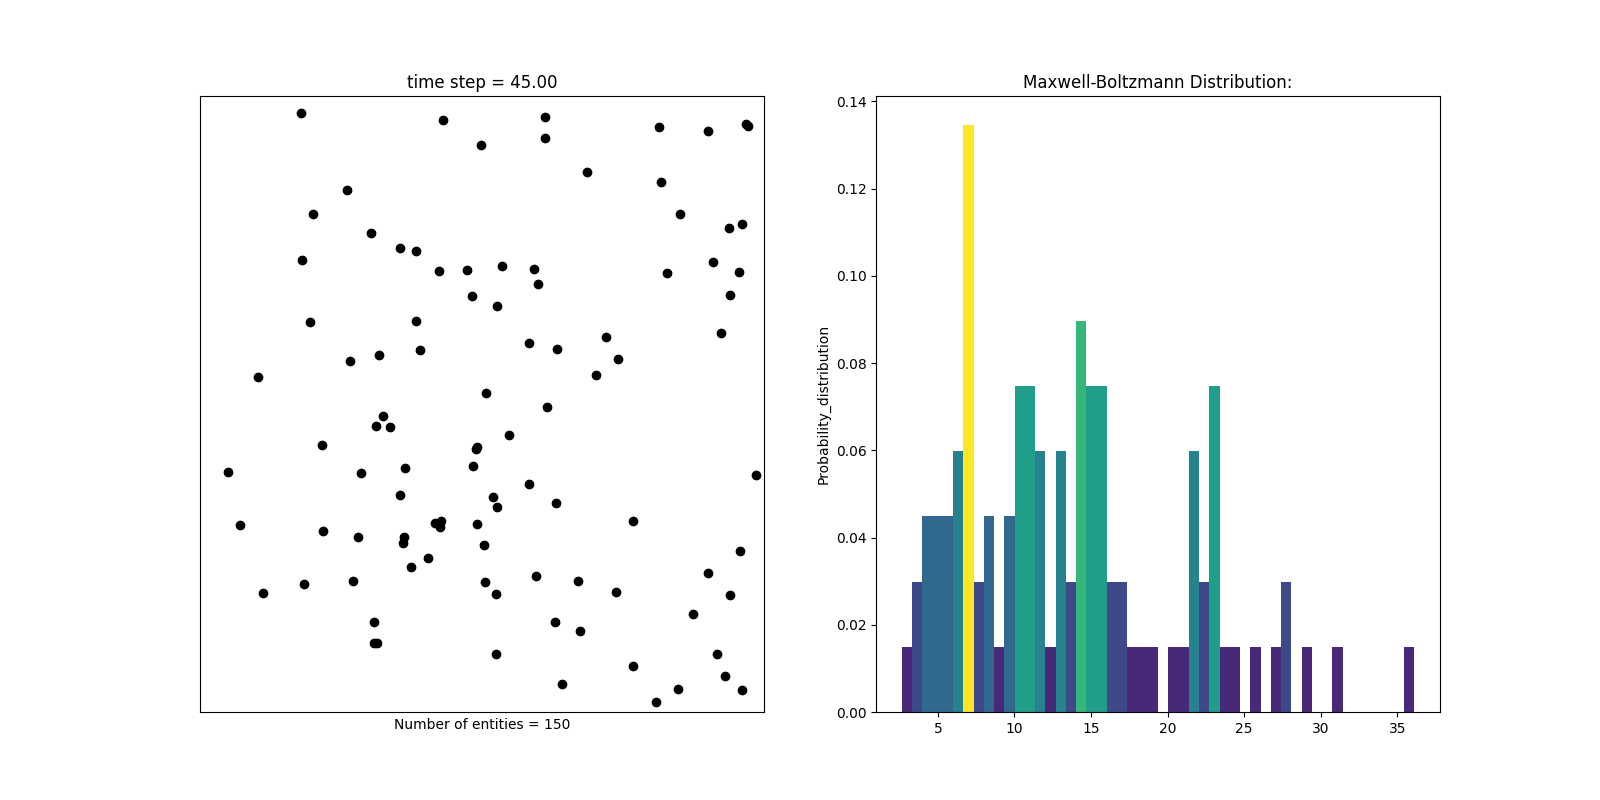 time step = 45.00
Number of entities = 150
Maxwell-Boltzmann Distribution:
Probability_distribution
0.14
0.12
0.10
0.08
0.06
0.04
0.02
0.00
5 10 15 20 25 30 35